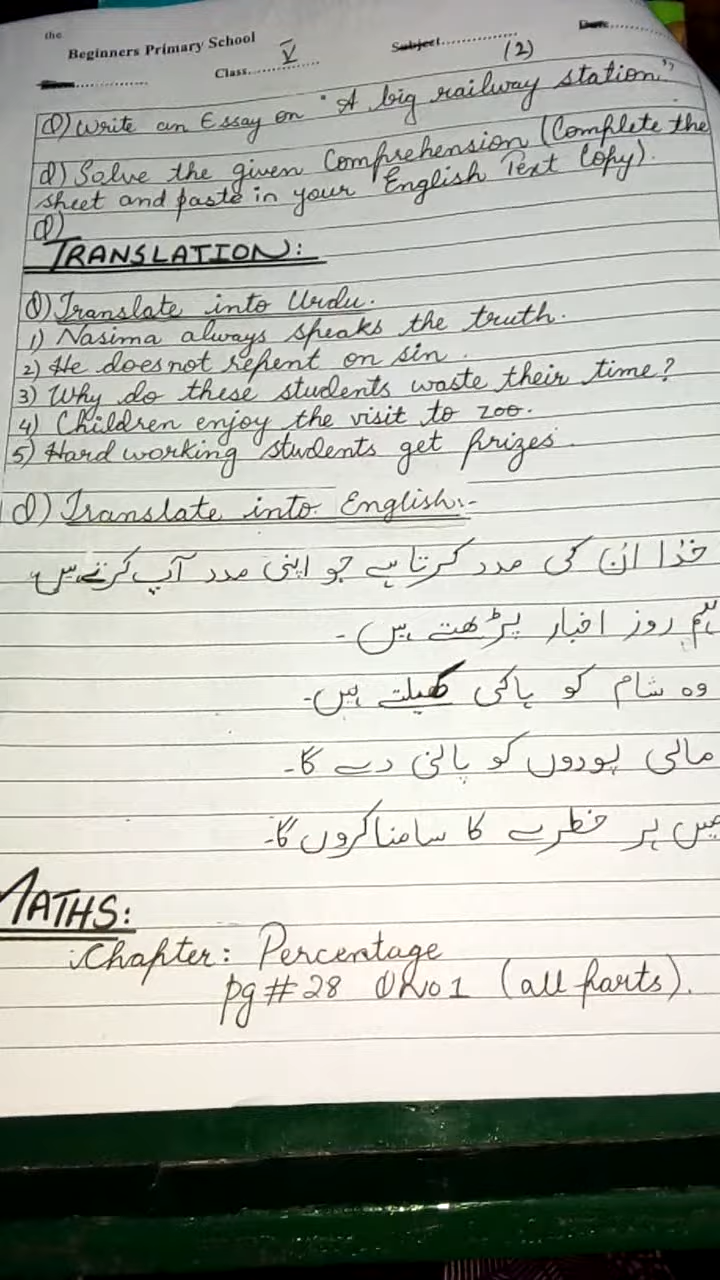 the
Beginners Primary School
Class........V........ Subject............... (2) Date........
Q) Write an Essay on "A big railway station"
Q) Solve the given Comprehension (Complete the
sheet and paste in your English Text Copy).
Q)
TRANSLATION:
Q) Translate into Urdu.
1) Nasima always speaks the truth.
2) He does not repent on sin.
3) Why do these students waste their time?
4) Children enjoy the visit to zoo.
5) Hard working students get prizes.
Q) Translate into English:-
خدا اُن کی مدد کرتا ہے جو اپنی مدد آپ کرتے ہیں۔
ہم روز اخبار پڑھتے ہیں۔
وہ شام کو ہاکی کھیلتے ہیں۔
مالی پودوں کو پانی دے گا۔
میں ہر خطرے کا سامنا کروں گا۔
MATHS:
Chapter: Percentage
pg # 28 Q No 1 (all parts).